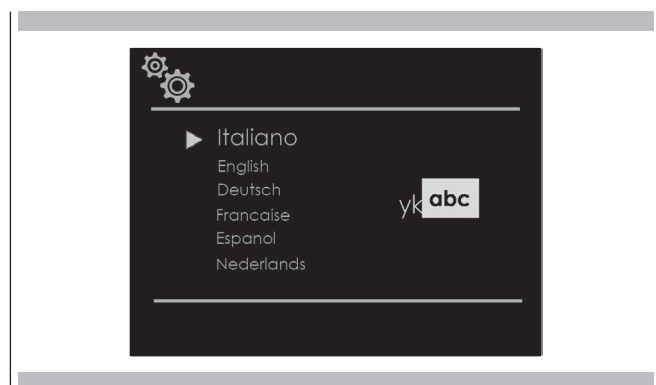 Italiano
English
Deutsch
Francaise
yk abc
Espanol
Nederlands